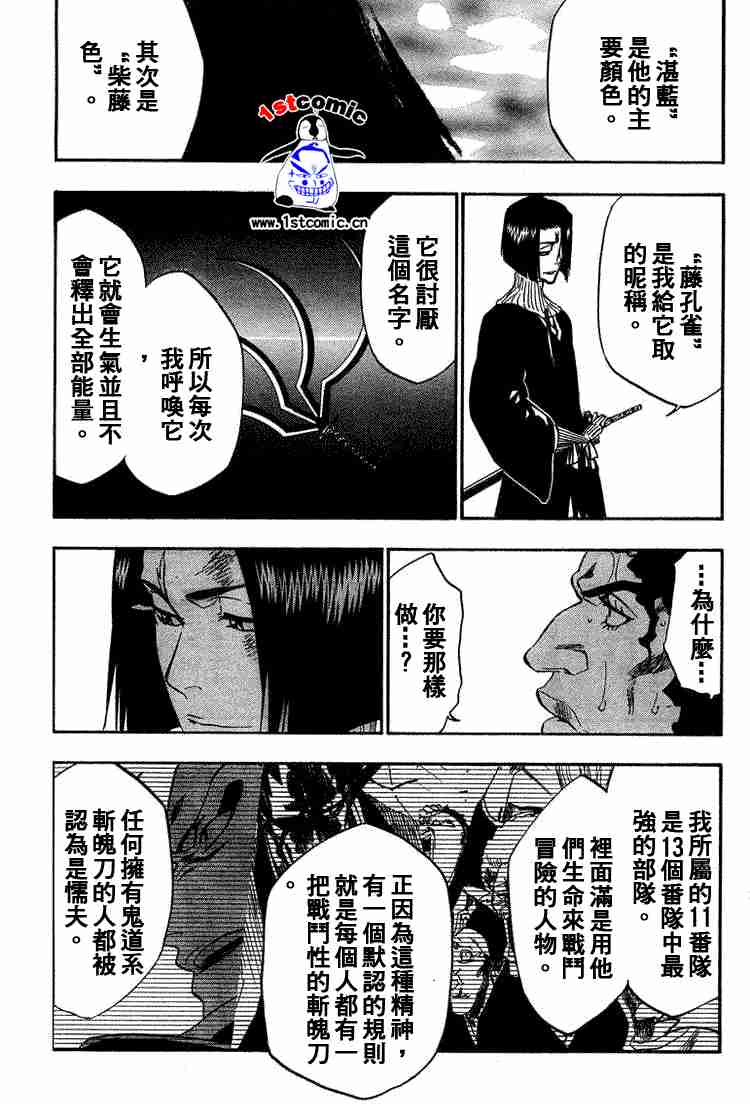 "湛藍"
是他的主
要顏色。
其次是
"柴藤
色"。
1stcomic
www.1stcomic.cn
"藤孔雀"
是我給它取
的昵稱。
它很討厭
這個名字。
所以每次
我呼喚它
，
它就會生氣並且不
會釋出全部能量。
┅為什麼┅
你要那樣
做┅?
我所屬的11番隊
是13個番隊中最
強的部隊。
裡面滿是用他
們生命來戰鬥
冒險的人物。
正因為這種精神，
有一個默認的規則
就是每個人都有一
把戰鬥性的斬魄刀
。
任何擁有鬼道系
斬魄刀的人都被
認為是懦夫。